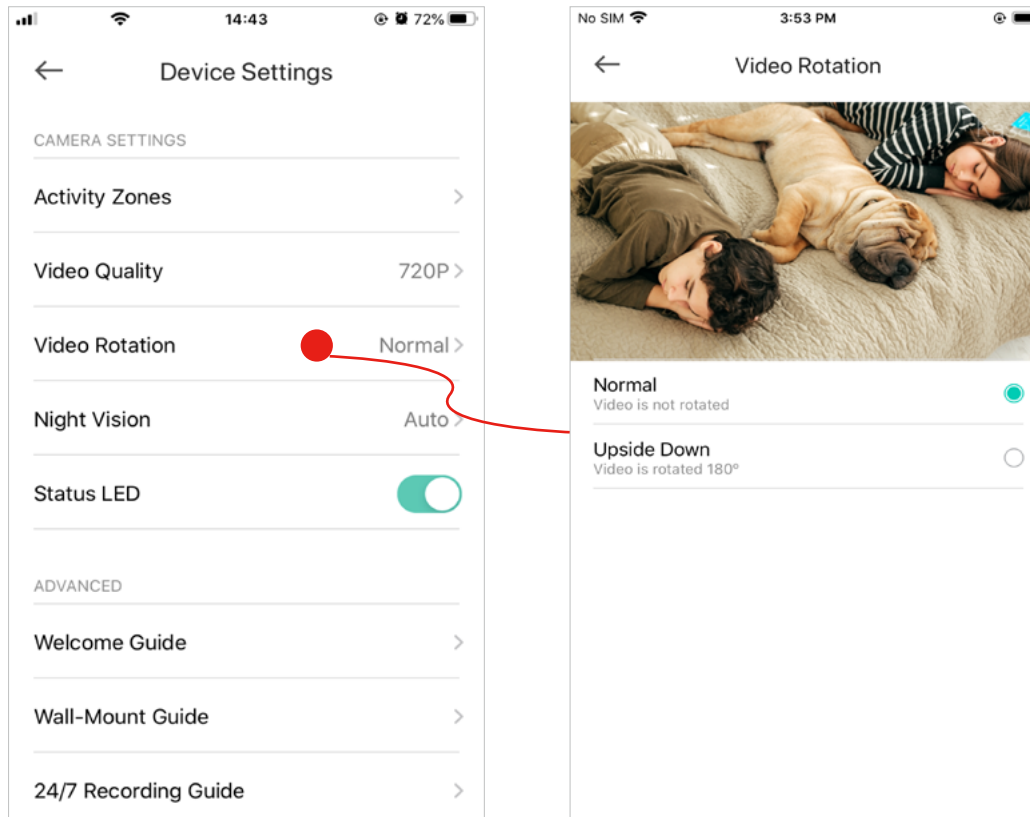 14:43
72%
Device Settings
CAMERA SETTINGS
Activity Zones
Video Quality 720P
Video Rotation Normal
Night Vision Auto
Status LED
ADVANCED
Welcome Guide
Wall-Mount Guide
24/7 Recording Guide
No SIM 3:53 PM
Video Rotation
Normal
Video is not rotated
Upside Down
Video is rotated 180º